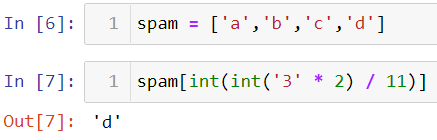 In [6]: 1 spam = ['a','b','c','d']
In [7]: 1 spam[int(int('3' * 2) / 11)]
Out[7]: 'd'